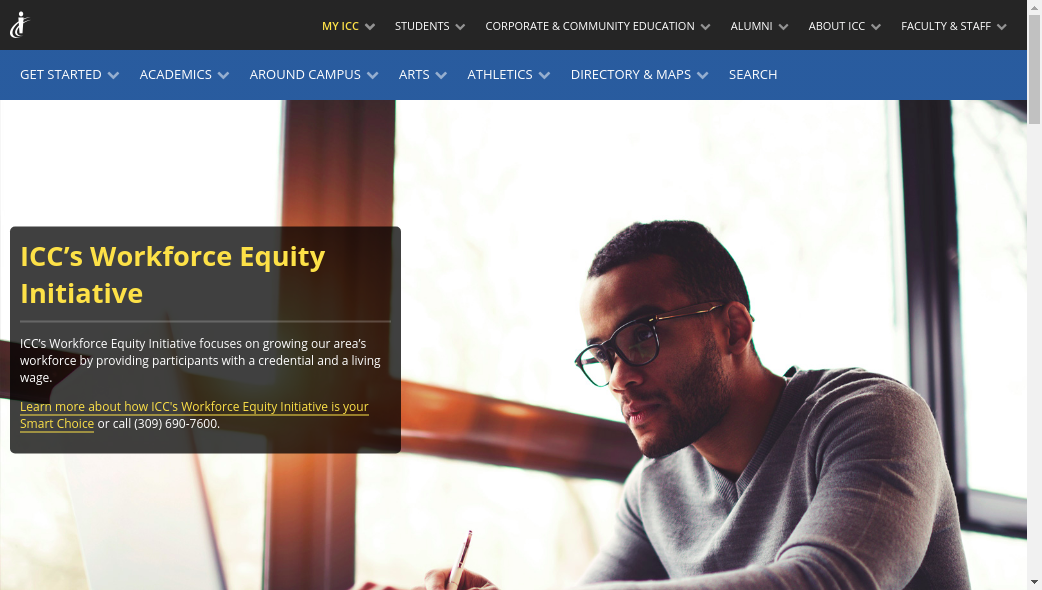 MY ICC STUDENTS CORPORATE & COMMUNITY EDUCATION ALUMNI ABOUT ICC FACULTY & STAFF
GET STARTED ACADEMICS AROUND CAMPUS ARTS ATHLETICS DIRECTORY & MAPS SEARCH
ICC’s Workforce Equity
Initiative
ICC’s Workforce Equity Initiative focuses on growing our area’s
workforce by providing participants with a credential and a living
wage.
Learn more about how ICC's Workforce Equity Initiative is your
Smart Choice or call (309) 690-7600.